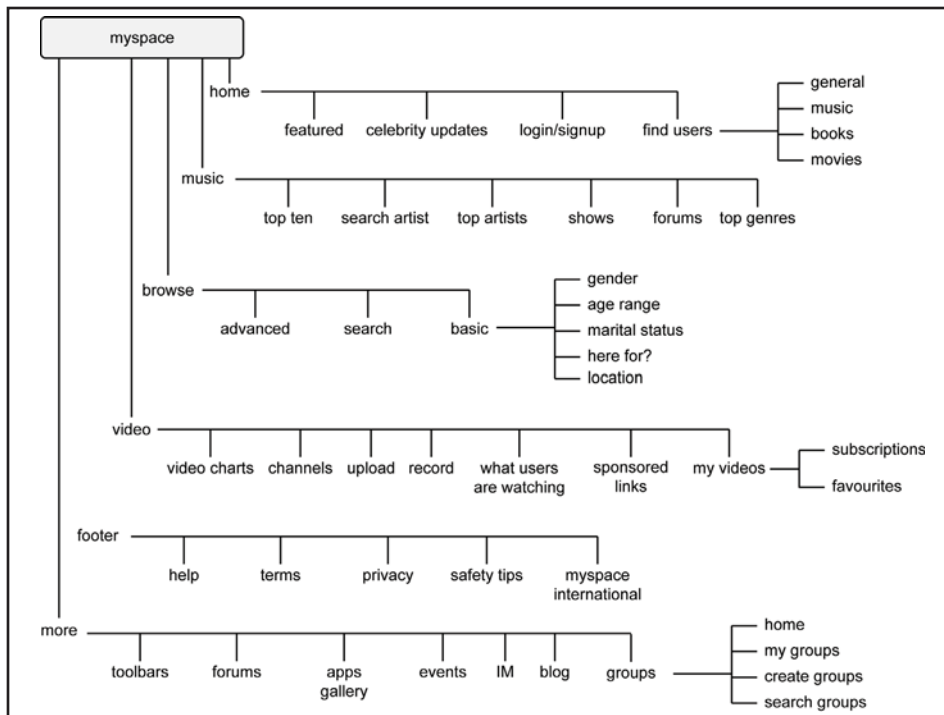 myspace
home
featured
celebrity updates
login/signup
find users
general
music
books
movies
music
top ten
search artist
top artists
shows
forums
top genres
browse
advanced
search
basic
gender
age range
marital status
here for?
location
video
video charts
channels
upload
record
what users
are watching
sponsored
links
my videos
subscriptions
favourites
footer
help
terms
privacy
safety tips
myspace
international
more
toolbars
forums
apps
gallery
events
IM
blog
groups
home
my groups
create groups
search groups